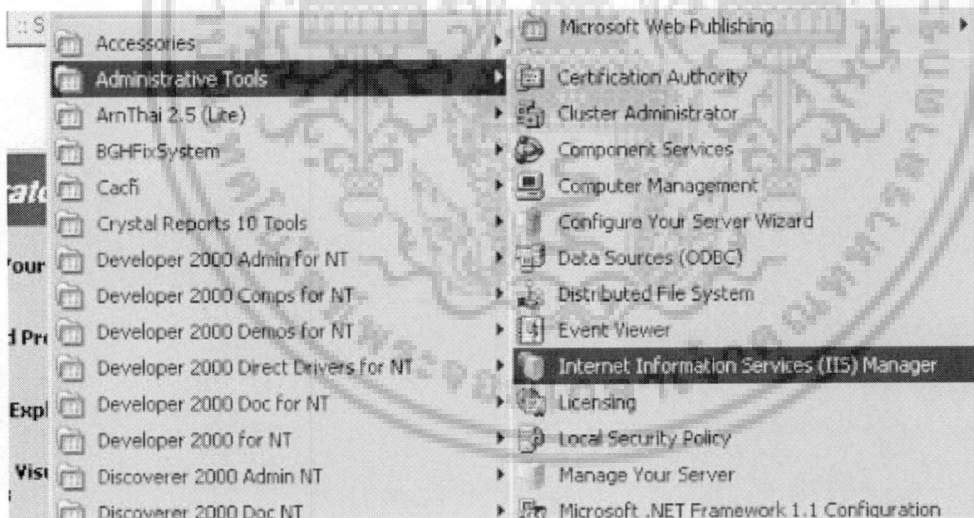 :: S
Accessories
Administrative Tools
ArnThai 2.5 (Lite)
BGHFixSystem
Crystal Reports 10 Tools
Developer 2000 Admin for NT
Developer 2000 Comps for NT
Developer 2000 Demos for NT
Developer 2000 Direct Drivers for NT
Developer 2000 Doc for NT
Developer 2000 for NT
Discoverer 2000 Admin NT
Discoverer 2000 Doc NT
Microsoft Web Publishing
Certification Authority
Cluster Administrator
Component Services
Computer Management
Configure Your Server Wizard
Data Sources (ODBC)
Distributed File System
Event Viewer
Internet Information Services (IIS) Manager
Licensing
Local Security Policy
Manage Your Server
Microsoft .NET Framework 1.1 Configuration